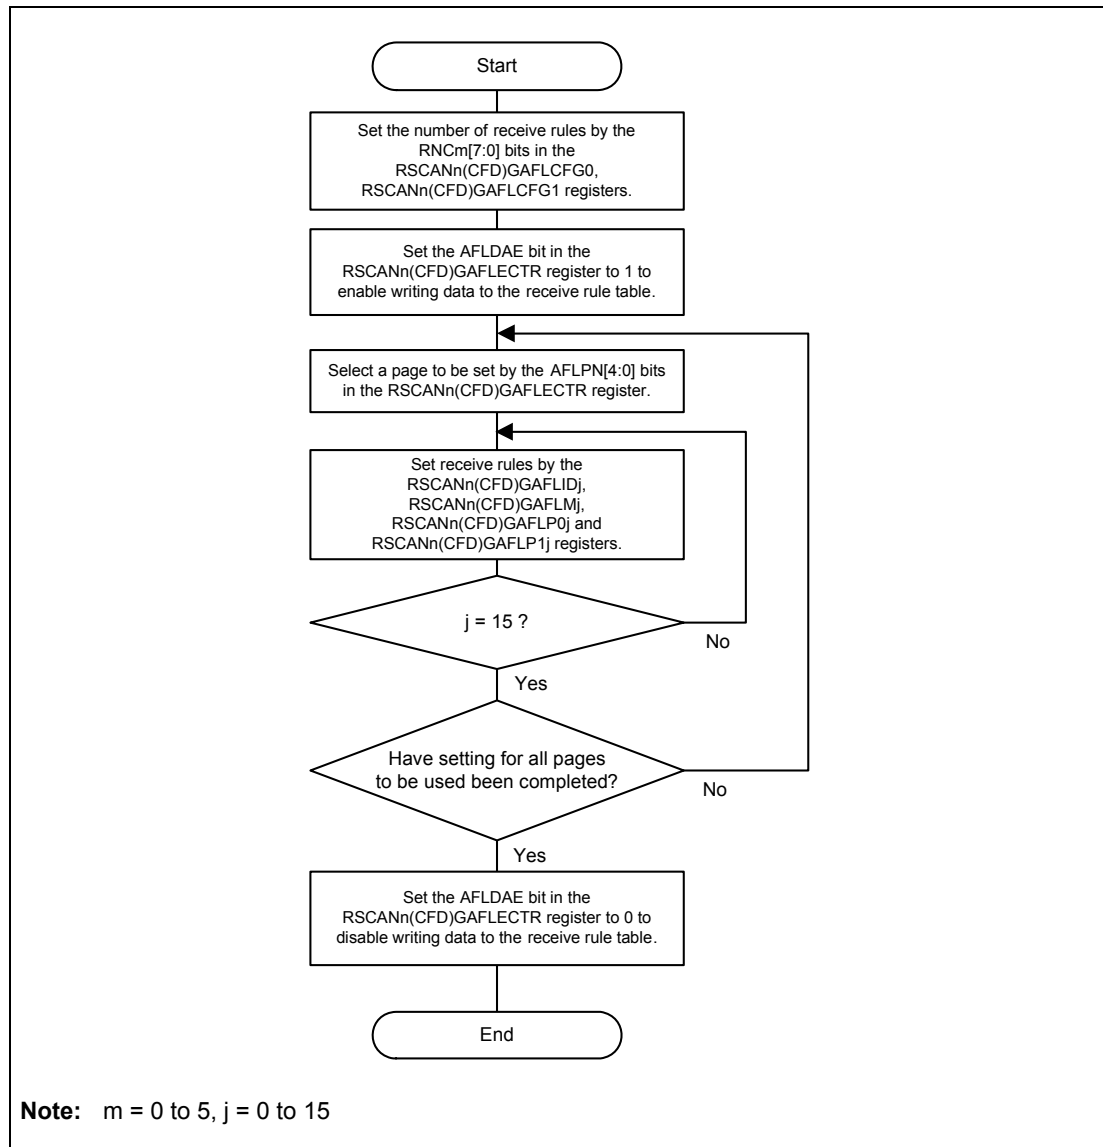 Start
Set the number of receive rules by the
RNCm[7:0] bits in the
RSCANn(CFD)GAFLCFG0,
RSCANn(CFD)GAFLCFG1 registers.
Set the AFLDAE bit in the
RSCANn(CFD)GAFLECTR register to 1 to
enable writing data to the receive rule table.
Select a page to be set by the AFLPN[4:0] bits
in the RSCANn(CFD)GAFLECTR register.
Set receive rules by the
RSCANn(CFD)GAFLIDj,
RSCANn(CFD)GAFLMj,
RSCANn(CFD)GAFLP0j and
RSCANn(CFD)GAFLP1j registers.
j = 15 ?
No
Yes
Have setting for all pages
to be used been completed?
No
Yes
Set the AFLDAE bit in the
RSCANn(CFD)GAFLECTR register to 0 to
disable writing data to the receive rule table.
End
Note: m = 0 to 5, j = 0 to 15